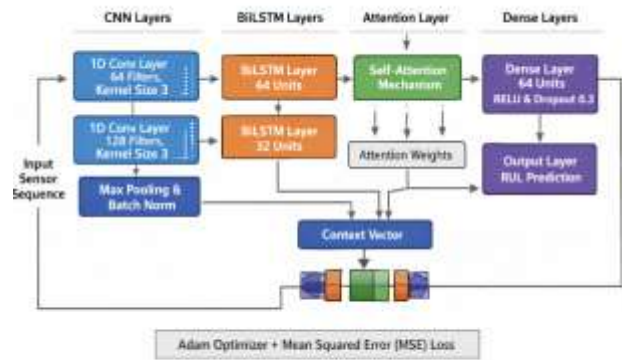 CNN Layers
BiiLSTM Layers
Attention Layer
Dense Layers
1D Conv Layer
64 Filters,
Kernel Size 3
BiLSTM Layer
64 Units
Self-Attention
Mechanism
Dense Layer
64 Units
RELU & Dropout 0.3
1D Conv Layer
128 Filters,
Kernel Size 3
BiLSTM Layer
32 Units
Attention Weights
Output Layer
RUL Prediction
Input
Sensor
Sequence
Max Pooling &
Batch Norm
Context Vector
Adam Optimizer + Mean Squared Error (MSE) Loss